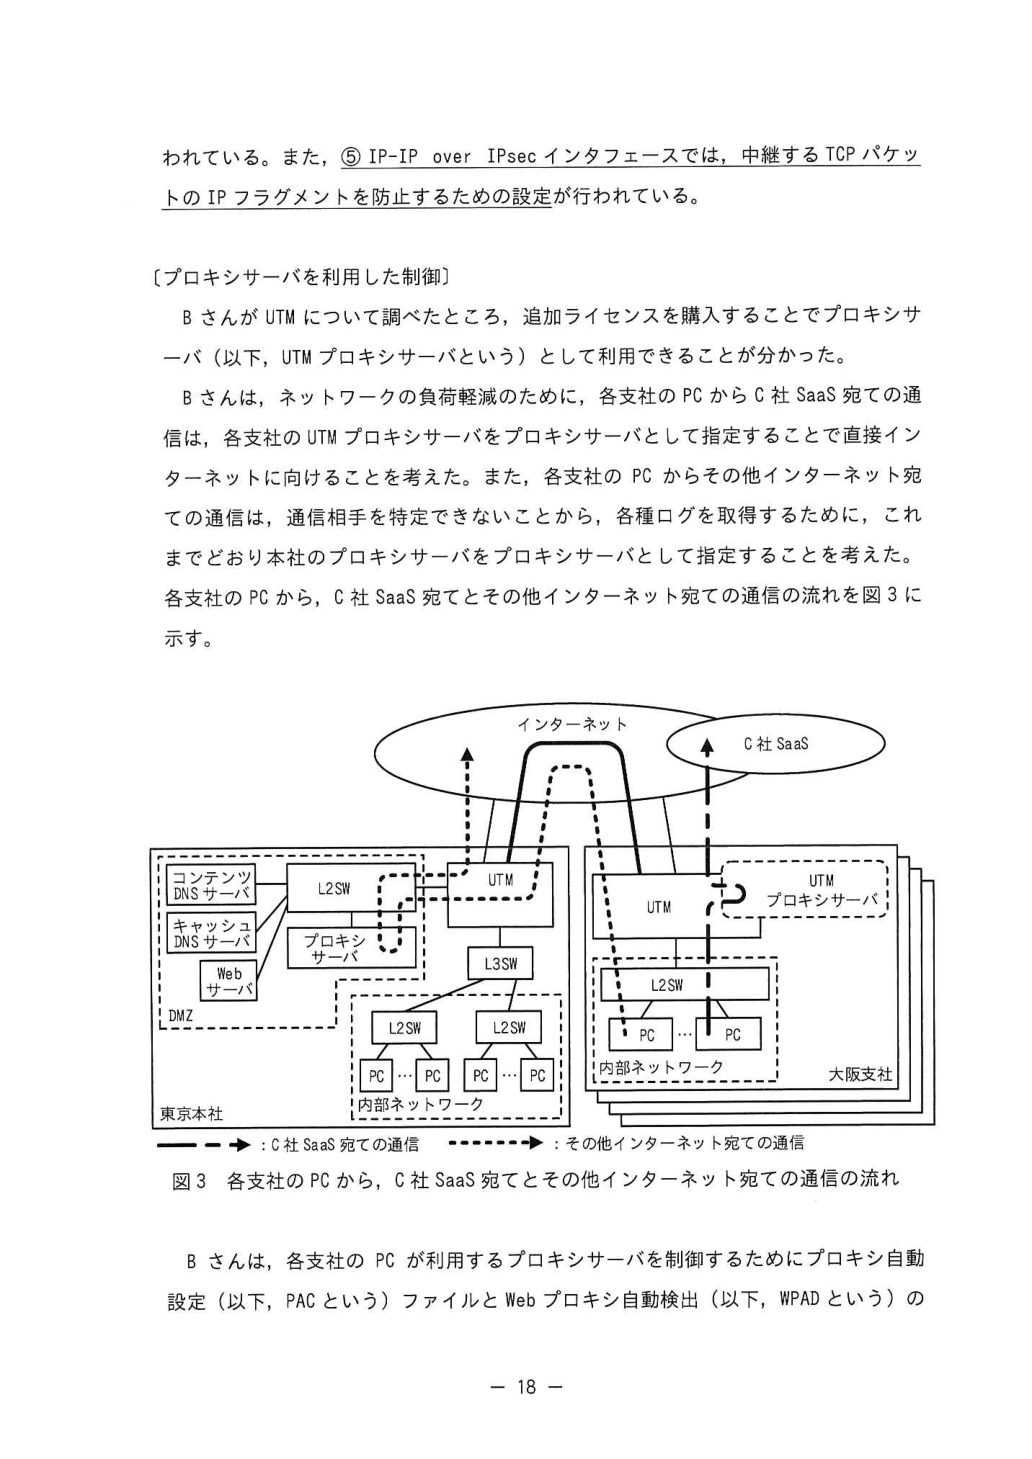 われている。また，⑤ IP-IP over IPsec インタフェースでは，中継する TCP パケッ
トの IP フラグメントを防止するための設定が行われている。
〔プロキシサーバを利用した制御〕
B さんが UTM について調べたところ，追加ライセンスを購入することでプロキシサ
ーバ（以下，UTM プロキシサーバという）として利用できることが分かった。
B さんは，ネットワークの負荷軽減のために，各支社の PC から C 社 SaaS 宛ての通
信は，各支社の UTM プロキシサーバをプロキシサーバとして指定することで直接イン
ターネットに向けることを考えた。また，各支社の PC からその他インターネット宛
ての通信は，通信相手を特定できないことから，各種ログを取得するために，これ
までどおり本社のプロキシサーバをプロキシサーバとして指定することを考えた。
各支社の PC から，C 社 SaaS 宛てとその他インターネット宛ての通信の流れを図 3 に
示す。
インターネット
C 社 SaaS
コンテンツ
DNS サーバ
L2SW
キャッシュ
DNS サーバ
プロキシ
サーバ
Web
サーバ
DMZ
UTM
L3SW
L2SW
L2SW
PC
…
PC
PC
…
PC
内部ネットワーク
東京本社
UTM
UTM
プロキシサーバ
L2SW
PC
…
PC
内部ネットワーク
大阪支社
：C 社 SaaS 宛ての通信
：その他インターネット宛ての通信
図 3 各支社の PC から，C 社 SaaS 宛てとその他インターネット宛ての通信の流れ
B さんは，各支社の PC が利用するプロキシサーバを制御するためにプロキシ自動
設定（以下，PAC という）ファイルと Web プロキシ自動検出（以下，WPAD という）の
－ 18 －